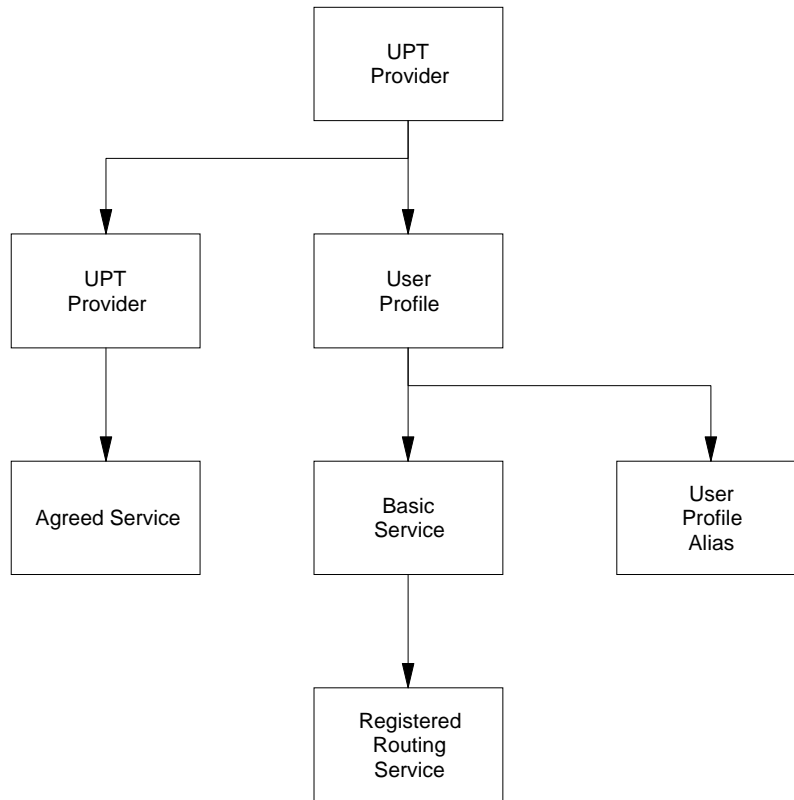 UPT
Provider
UPT
Provider
User
Profile
Agreed Service
Basic
Service
User
Profile
Alias
Registered
Routing
Service